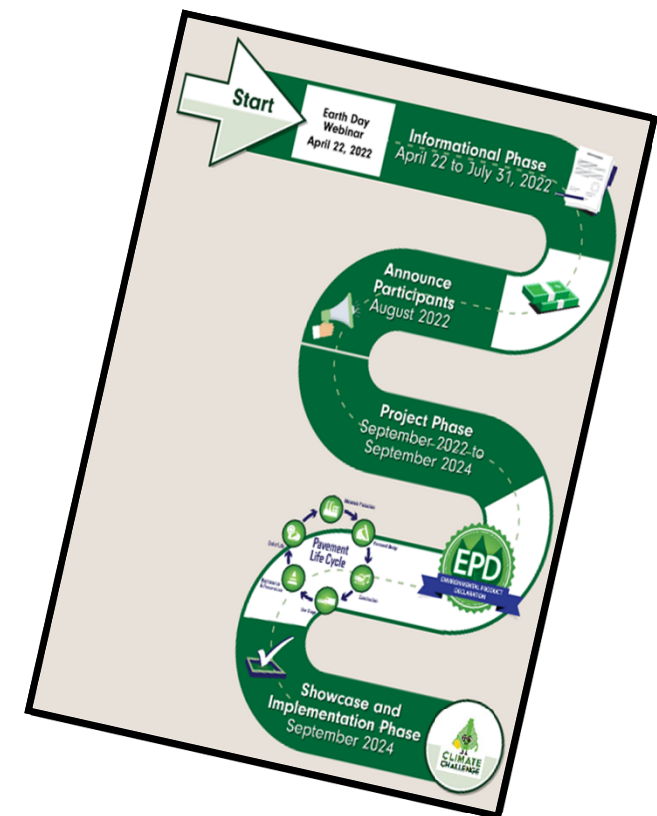 Start
Earth Day
Webinar
April 22, 2022
Informational Phase
April 22 to July 31, 2022
Announce
Participants
August 2022
Project Phase
September 2022 to
September 2024
Pavement
Life Cycle
Construction
EPD
ENVIRONMENTAL PRODUCT
DECLARATION
Showcase and
Implementation Phase
September 2024
CLIMATE
CHALLENGE